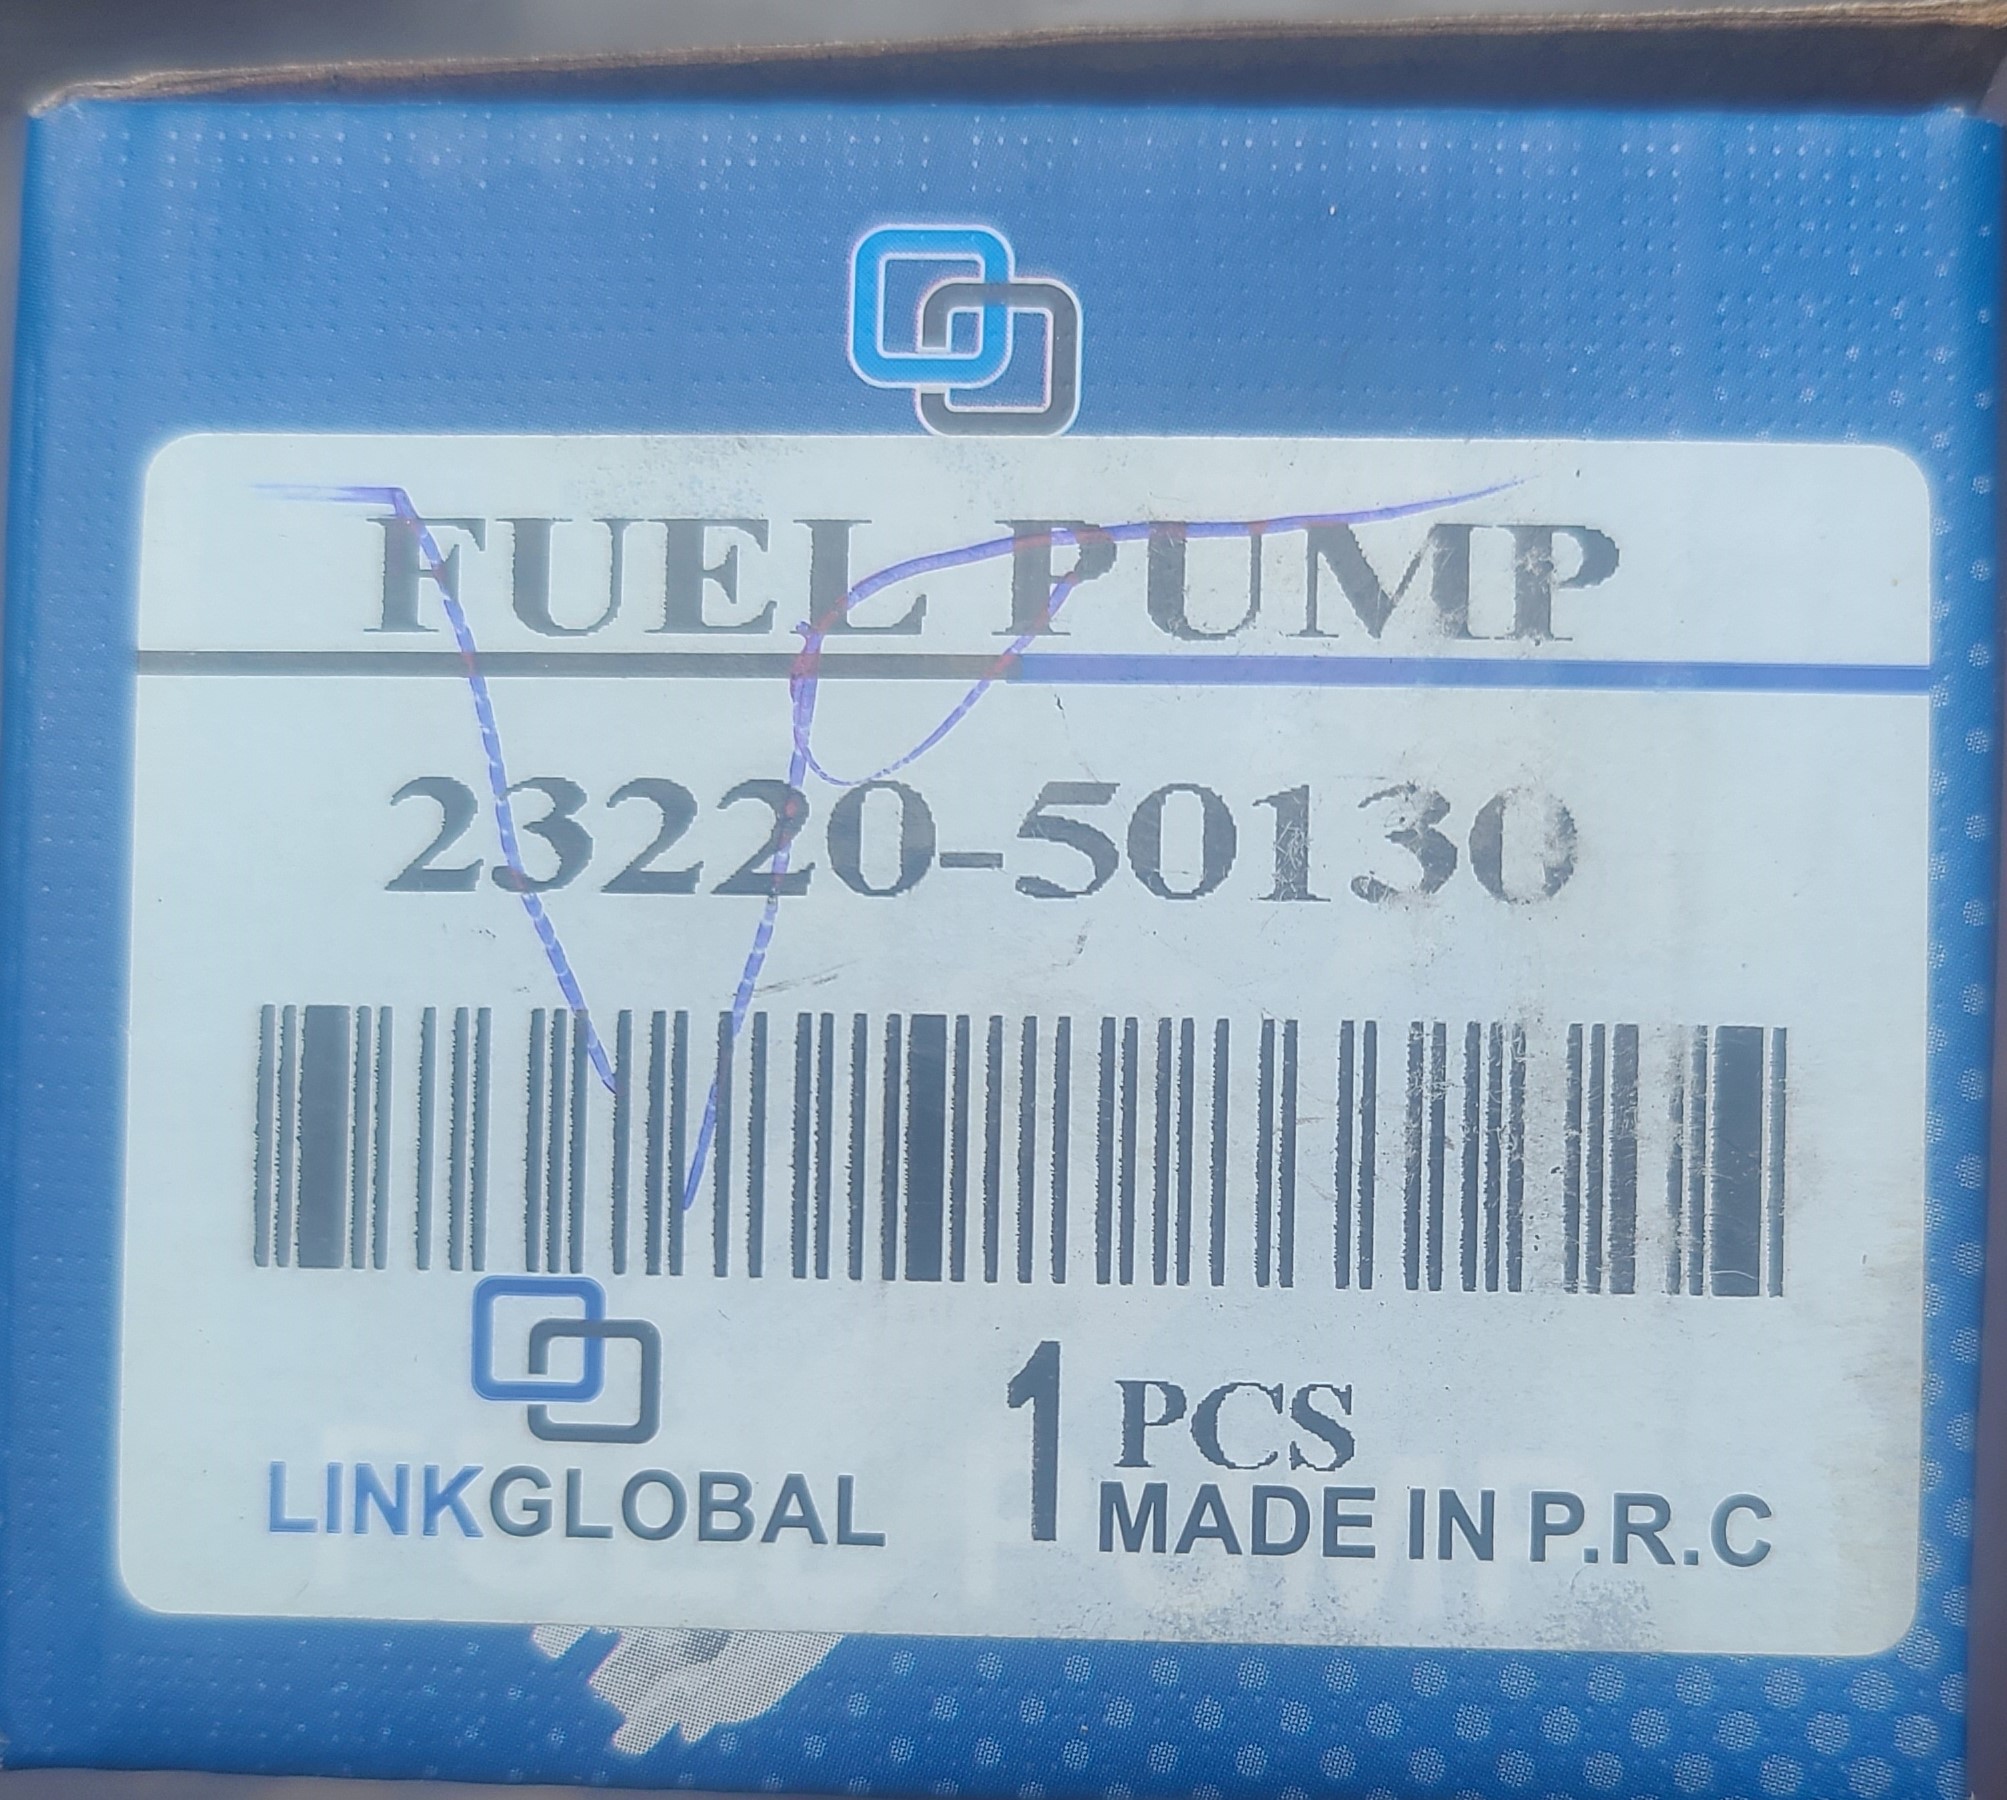 FUEL PUMP
23220-50130
LINKGLOBAL
1 PCS
MADE IN P.R.C